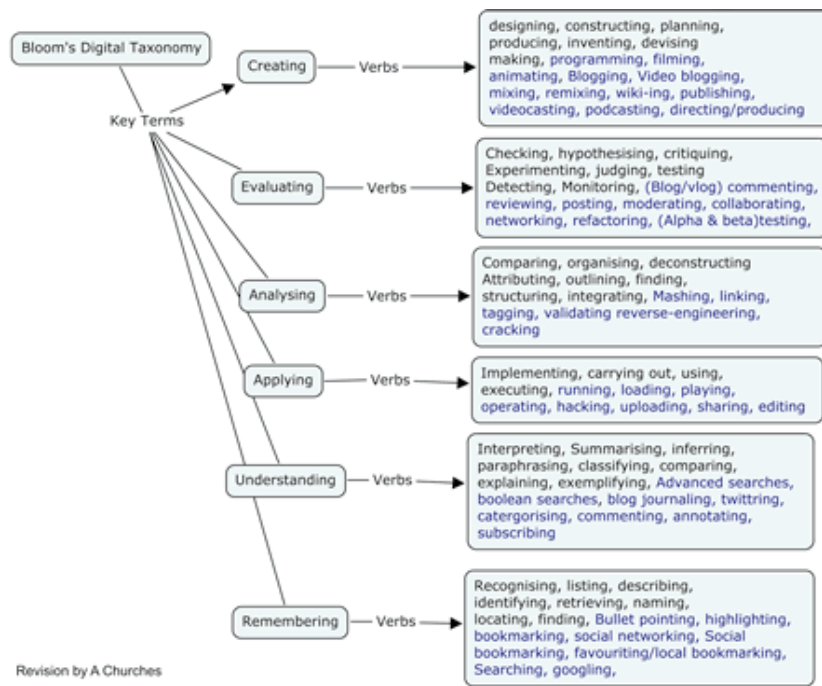 Bloom's Digital Taxonomy
Key Terms
Creating
Verbs
designing, constructing, planning,
producing, inventing, devising
making, programming, filming,
animating, Blogging, Video blogging,
mixing, remixing, wiki-ing, publishing,
videocasting, podcasting, directing/producing
Evaluating
Verbs
Checking, hypothesising, critiquing,
Experimenting, judging, testing
Detecting, Monitoring, (Blog/vlog) commenting,
reviewing, posting, moderating, collaborating,
networking, refactoring, (Alpha & beta)testing,
Analysing
Verbs
Comparing, organising, deconstructing
Attributing, outlining, finding,
structuring, integrating, Mashing, linking,
tagging, validating reverse-engineering,
cracking
Applying
Verbs
Implementing, carrying out, using,
executing, running, loading, playing,
operating, hacking, uploading, sharing, editing
Understanding
Verbs
Interpreting, Summarising, inferring,
paraphrasing, classifying, comparing,
explaining, exemplifying, Advanced searches,
boolean searches, blog journaling, twittring,
catergorising, commenting, annotating,
subscribing
Remembering
Verbs
Recognising, listing, describing,
identifying, retrieving, naming,
locating, finding, Bullet pointing, highlighting,
bookmarking, social networking, Social
bookmarking, favouriting/local bookmarking,
Searching, googling,
Revision by A Churches